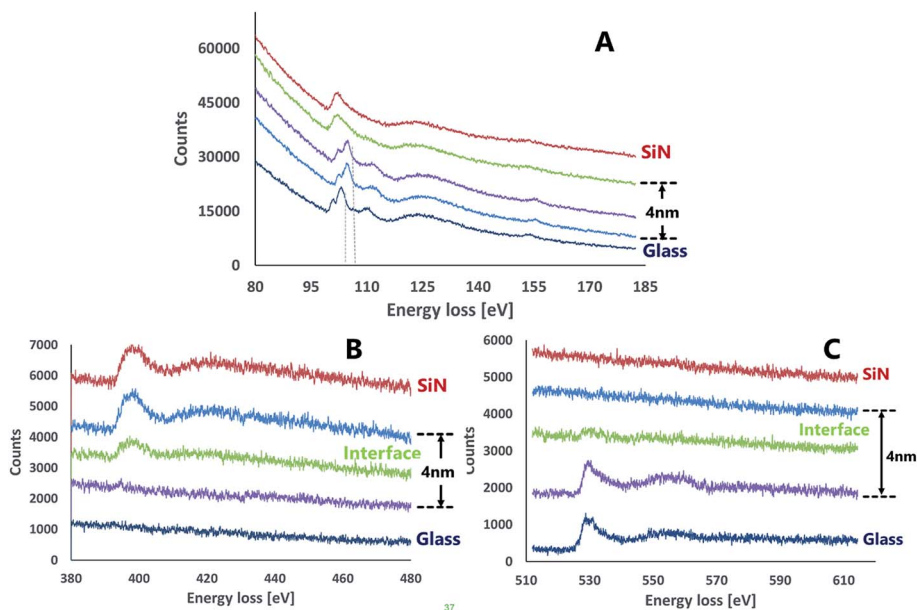 A
60000
45000
30000
15000
0
Counts
SiN
4nm
Glass
80 95 110 125 140 155 170 185
Energy loss [eV]
B
7000
6000
5000
4000
3000
2000
1000
0
Counts
SiN
Interface
4nm
Glass
380 400 420 440 460 480
Energy loss [eV]
C
6000
5000
4000
3000
2000
1000
0
Counts
SiN
Interface
4nm
Glass
510 530 550 570 590 610
Energy loss [eV]
37